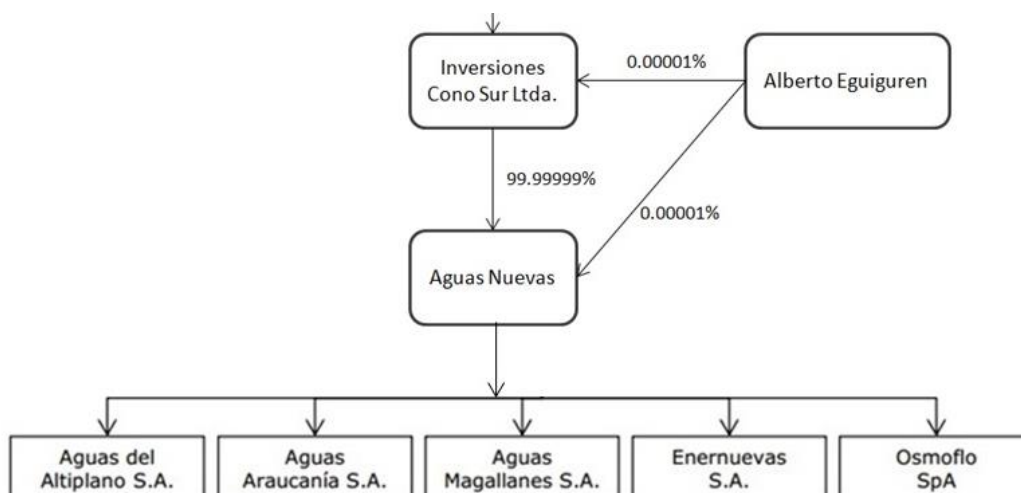 Inversiones
Cono Sur Ltda.
0.00001%
Alberto Eguiguren
99.99999%
0.00001%
Aguas Nuevas
Aguas del
Altiplano S.A.
Aguas
Araucanía S.A.
Aguas
Magallanes S.A.
Enernuevas
S.A.
Osmoflo
SpA